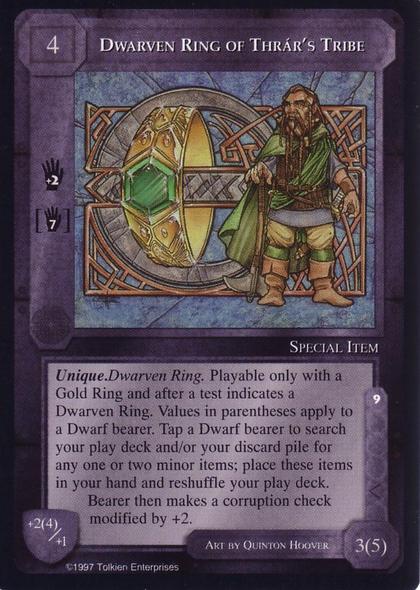 4
DWARVEN RING OF THRÁR'S TRIBE
+2
[7]
SPECIAL ITEM
Unique.Dwarven Ring. Playable only with a
Gold Ring and after a test indicates a
Dwarven Ring. Values in parentheses apply to
a Dwarf bearer. Tap a Dwarf bearer to search
your play deck and/or your discard pile for
any one or two minor items; place these items
in your hand and reshuffle your play deck.
Bearer then makes a corruption check
modified by +2.
9
+2(4)/+1
ART BY QUINTON HOOVER
3(5)
©1997 Tolkien Enterprises